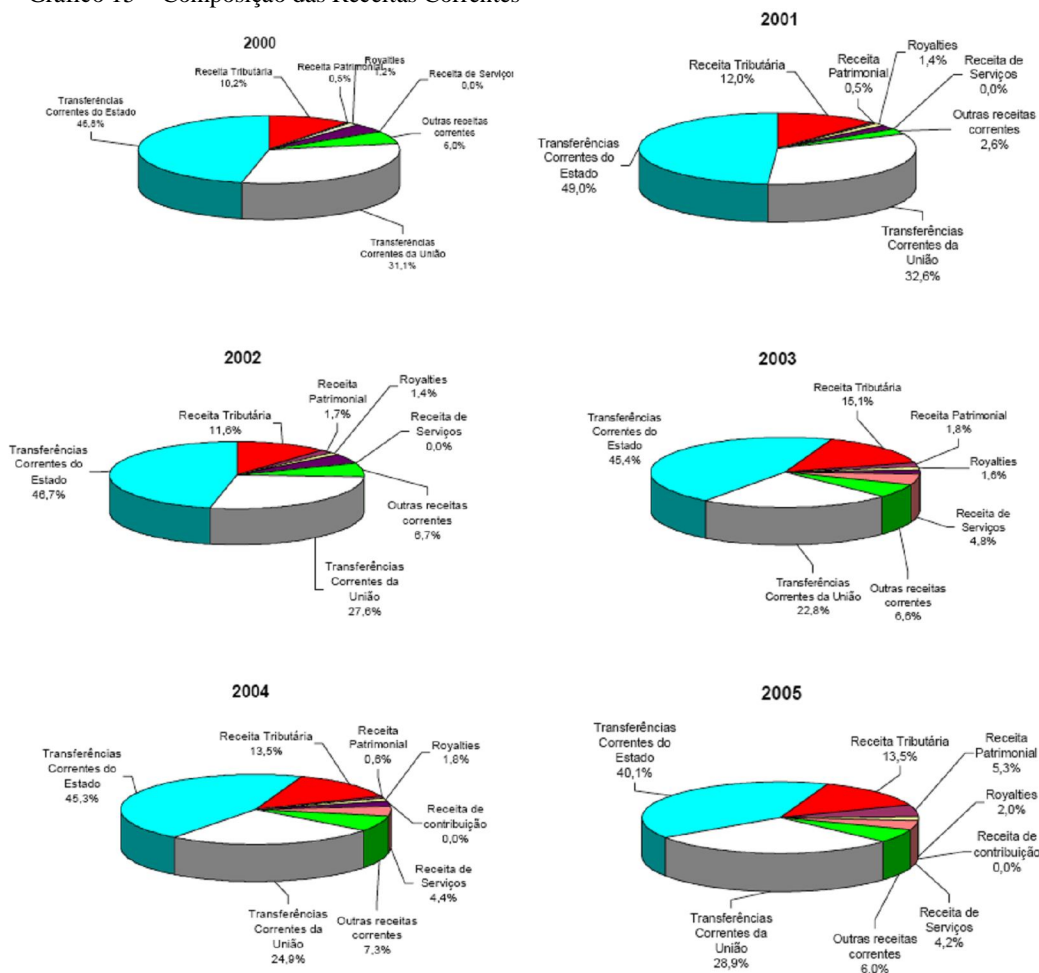 Gráfico 13 – Composição das Receitas Correntes
2000
Receita Tributária
10,2%
Receita Patrimonial
0,5%
Royalties
1,2%
Receita de Serviços
0,0%
Outras receitas
correntes
6,0%
Transferências
Correntes da União
31,1%
Transferências
Correntes do Estado
2001
Receita Tributária
12,0%
Receita
Patrimonial
0,5%
Royalties
1,4%
Receita de
Serviços
0,0%
Outras receitas
correntes
2,6%
Transferências
Correntes da
União
32,6%
Transferências
Correntes do
Estado
49,0%
2002
Receita Tributária
11,6%
Receita
Patrimonial
1,7%
Royalties
1,4%
Receita de
Serviços
0,0%
Outras receitas
correntes
6,7%
Transferências
Correntes da
União
27,6%
Transferências
Correntes do
Estado
46,7%
2003
Receita Tributária
15,1%
Receita Patrimonial
1,8%
Royalties
1,6%
Receita de
Serviços
4,8%
Outras receitas
correntes
6,6%
Transferências
Correntes da União
22,8%
Transferências
Correntes do
Estado
45,4%
2004
Receita Tributária
13,5%
Receita
Patrimonial
0,6%
Royalties
1,8%
Receita de
contribuição
0,0%
Receita de
Serviços
4,4%
Outras receitas
correntes
7,3%
Transferências
Correntes da
União
24,9%
Transferências
Correntes do
Estado
45,3%
2005
Receita Tributária
13,5%
Receita
Patrimonial
5,3%
Royalties
2,0%
Receita de
contribuição
0,0%
Receita de
Serviços
4,2%
Outras receitas
correntes
6,0%
Transferências
Correntes da
União
28,9%
Transferências
Correntes do
Estado
40,1%